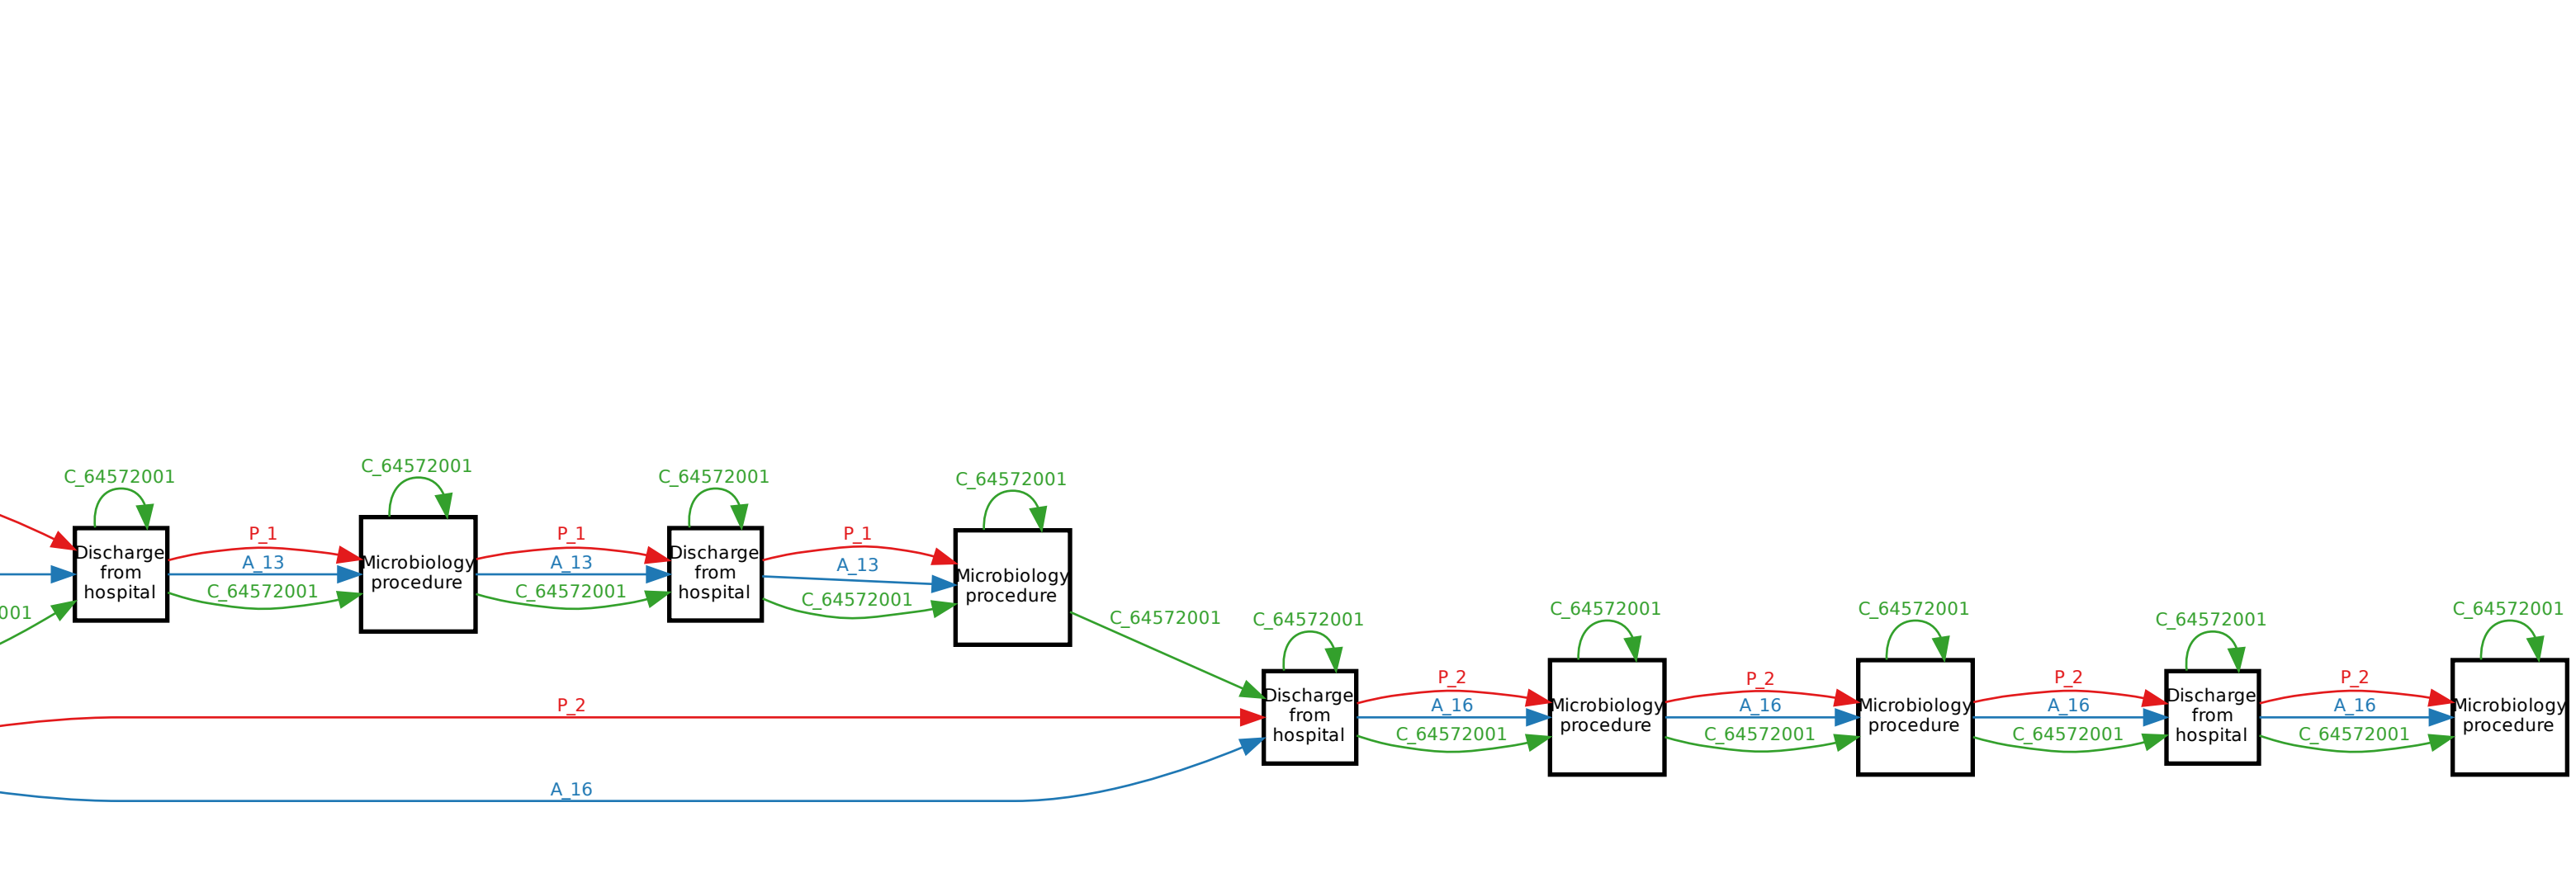 C_64572001
C_64572001
C_64572001
C_64572001
P_1
P_1
P_1
Discharge
from
hospital
A_13
Microbiology
procedure
A_13
Discharge
from
hospital
A_13
Microbiology
procedure
C_64572001
C_64572001
C_64572001
001
C_64572001
C_64572001
C_64572001
C_64572001
C_64572001
C_64572001
P_2
Discharge
from
hospital
P_2
A_16
C_64572001
Microbiology
procedure
P_2
A_16
C_64572001
Microbiology
procedure
P_2
A_16
C_64572001
Discharge
from
hospital
P_2
A_16
C_64572001
Microbiology
procedure
A_16